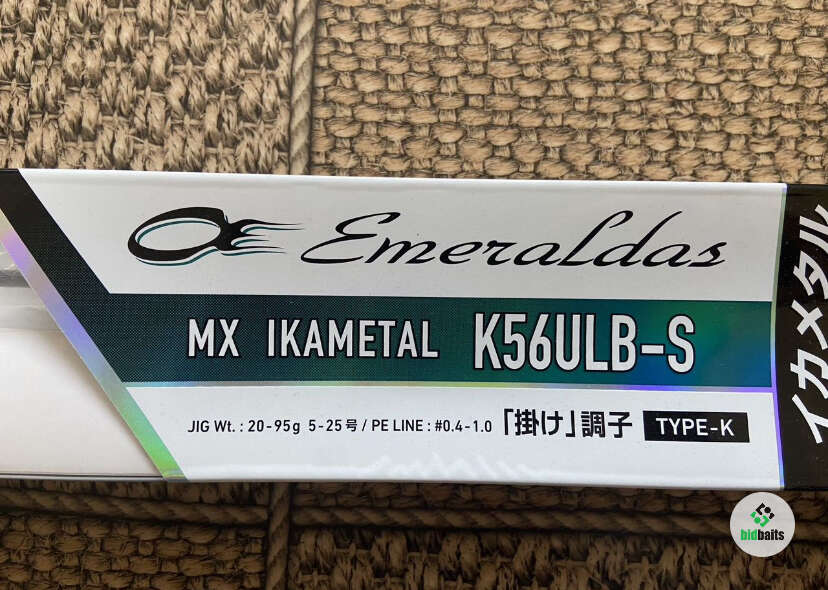 Emeraldas
MX IKAMETAL K56ULB-S
JIG Wt. : 20-95g 5-25号 / PE LINE : #0.4-1.0 「掛け」調子 TYPE-K
イカメタル
bidbaits